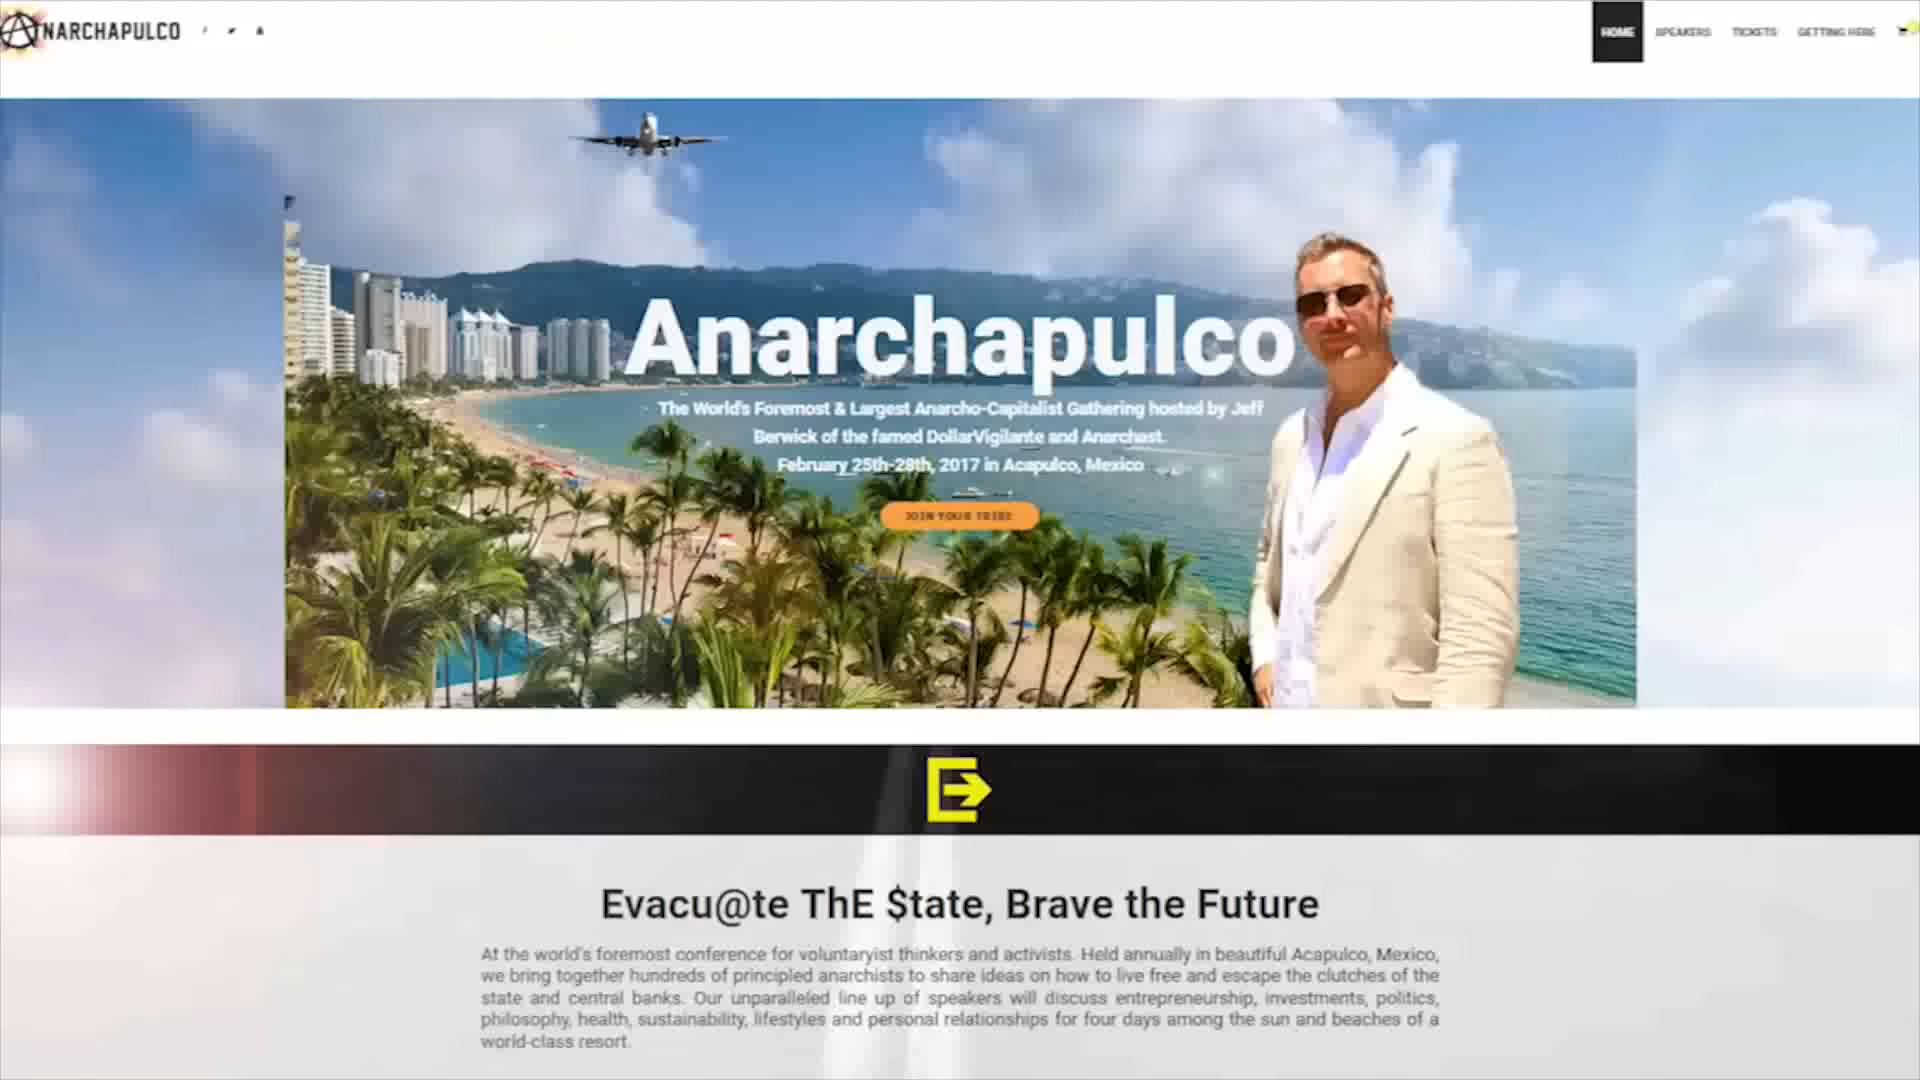 NARCHAPULCO
HOME SPEAKERS TICKETS GETTING HERE
Anarchapulco
The World's Foremost & Largest Anarcho-Capitalist Gathering hosted by Jeff
Berwick of the famed DollarVigilante and Anarchast.
February 25th-28th, 2017 in Acapulco, Mexico
JOIN YOUR TRIBE
Evacu@te ThE $tate, Brave the Future
At the world's foremost conference for voluntaryist thinkers and activists. Held annually in beautiful Acapulco, Mexico,
we bring together hundreds of principled anarchists to share ideas on how to live free and escape the clutches of the
state and central banks. Our unparalleled line up of speakers will discuss entrepreneurship, investments, politics,
philosophy, health, sustainability, lifestyles and personal relationships for four days among the sun and beaches of a
world-class resort.